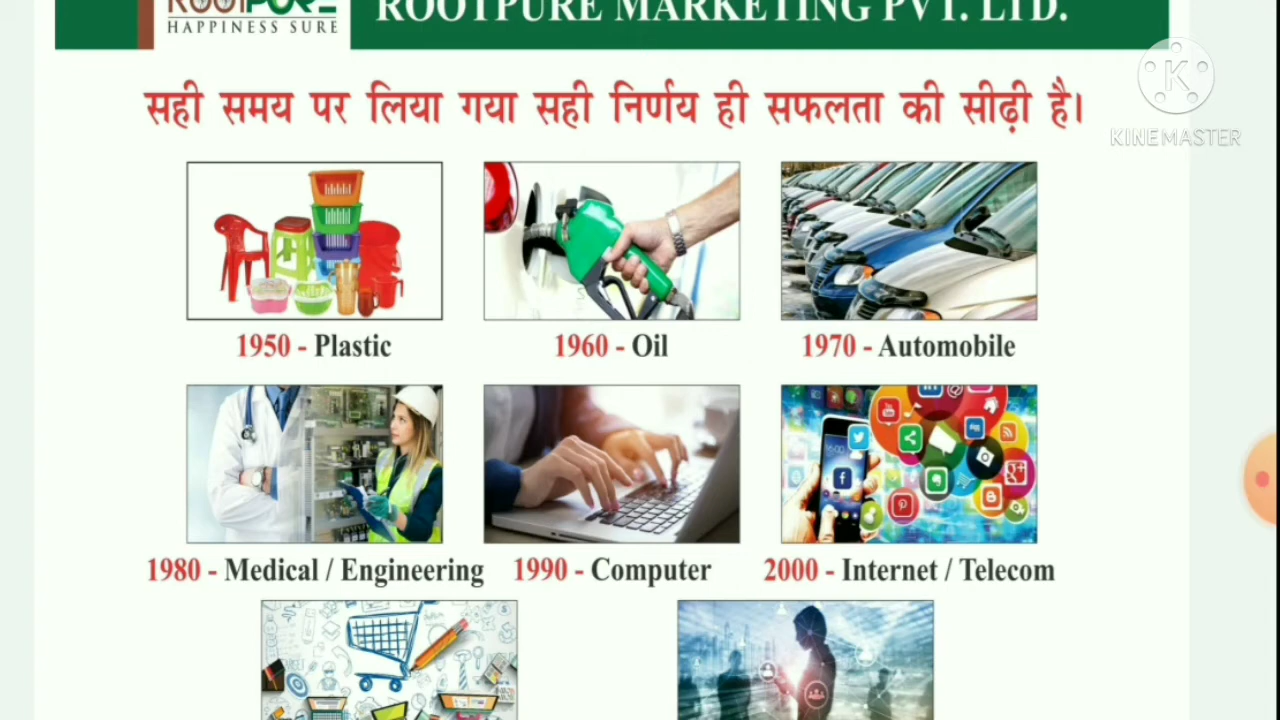 ROOTPURE
HAPPINESS SURE
ROOTPURE MARKETING PVT. LTD.
KINEMASTER
सही समय पर लिया गया सही निर्णय ही सफलता की सीढ़ी है।
1950 - Plastic
1960 - Oil
1970 - Automobile
1980 - Medical / Engineering
1990 - Computer
2000 - Internet / Telecom